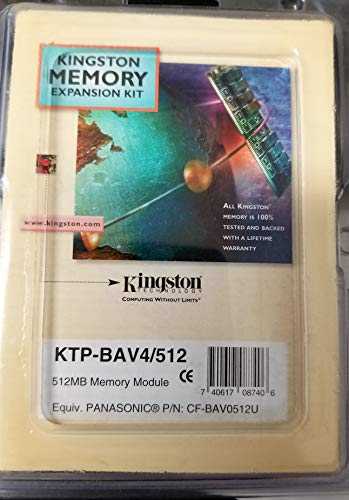 KINGSTON
MEMORY
EXPANSION KIT
ALL KINGSTON®
MEMORY IS 100%
TESTED AND BACKED
WITH A LIFETIME
WARRANTY
www.kingston.com
Kingston
TECHNOLOGY
COMPUTING WITHOUT LIMITS®
KTP-BAV4/512
512MB Memory Module
CE
7 40617 08740 6
Equiv. PANASONIC® P/N: CF-BAV0512U